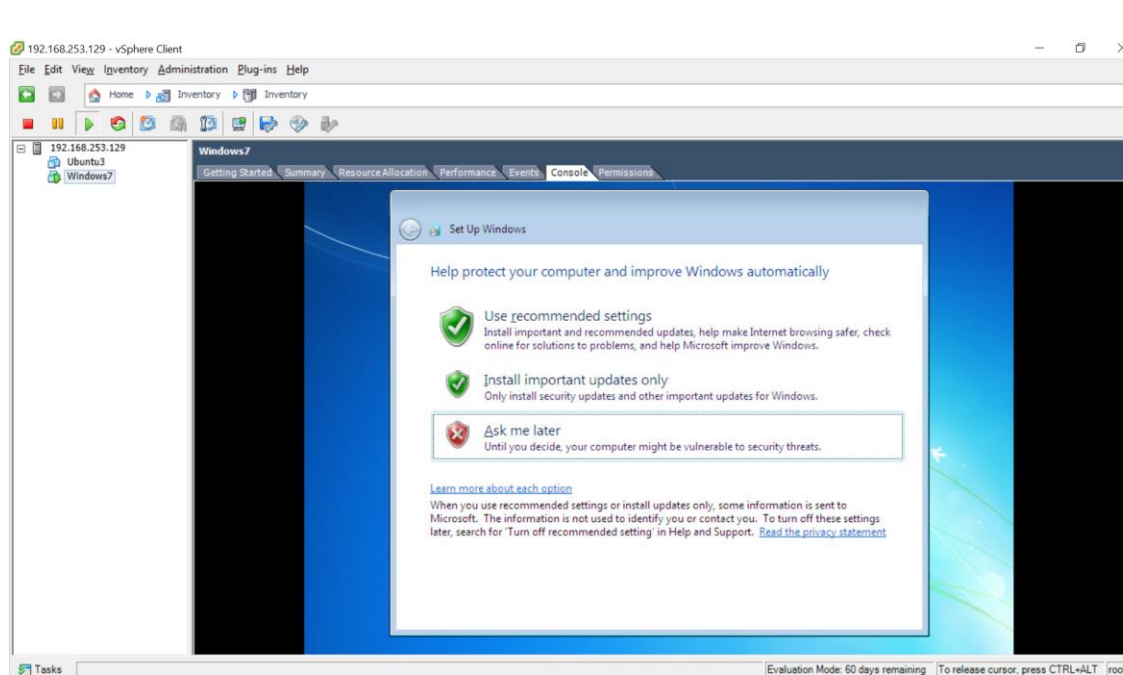 192.168.253.129 - vSphere Client
File Edit View Inventory Administration Plug-ins Help
Home Inventory Inventory
192.168.253.129
Ubuntu3
Windows7
Windows7
Getting Started Summary Resource Allocation Performance Events Console Permissions
Set Up Windows
Help protect your computer and improve Windows automatically
Use recommended settings
Install important and recommended updates, help make Internet browsing safer, check
online for solutions to problems, and help Microsoft improve Windows.
Install important updates only
Only install security updates and other important updates for Windows.
Ask me later
Until you decide, your computer might be vulnerable to security threats.
Learn more about each option
When you use recommended settings or install updates only, some information is sent to
Microsoft. The information is not used to identify you or contact you. To turn off these settings
later, search for 'Turn off recommended setting' in Help and Support. Read the privacy statement
Tasks Evaluation Mode: 60 days remaining To release cursor, press CTRL+ALT roo